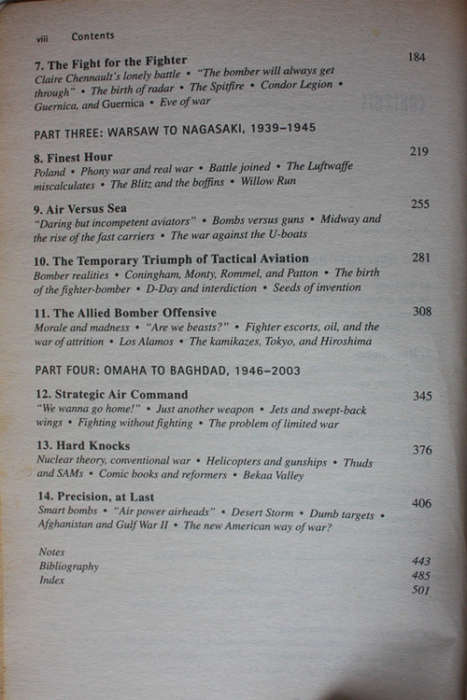 viii Contents
7. The Fight for the Fighter 184
Claire Chennault's lonely battle • "The bomber will always get
through" • The birth of radar • The Spitfire • Condor Legion •
Guernica, and Guernica • Eve of war
PART THREE: WARSAW TO NAGASAKI, 1939–1945
8. Finest Hour 219
Poland • Phony war and real war • Battle joined • The Luftwaffe
miscalculates • The Blitz and the boffins • Willow Run
9. Air Versus Sea 255
"Daring but incompetent aviators" • Bombs versus guns • Midway and
the rise of the fast carriers • The war against the U-boats
10. The Temporary Triumph of Tactical Aviation 281
Bomber realities • Coningham, Monty, Rommel, and Patton • The birth
of the fighter-bomber • D-Day and interdiction • Seeds of invention
11. The Allied Bomber Offensive 308
Morale and madness • "Are we beasts?" • Fighter escorts, oil, and the
war of attrition • Los Alamos • The kamikazes, Tokyo, and Hiroshima
PART FOUR: OMAHA TO BAGHDAD, 1946–2003
12. Strategic Air Command 345
"We wanna go home!" • Just another weapon • Jets and swept-back
wings • Fighting without fighting • The problem of limited war
13. Hard Knocks 376
Nuclear theory, conventional war • Helicopters and gunships • Thuds
and SAMs • Comic books and reformers • Bekaa Valley
14. Precision, at Last 406
Smart bombs • "Air power airheads" • Desert Storm • Dumb targets •
Afghanistan and Gulf War II • The new American way of war?
Notes 443
Bibliography 485
Index 501